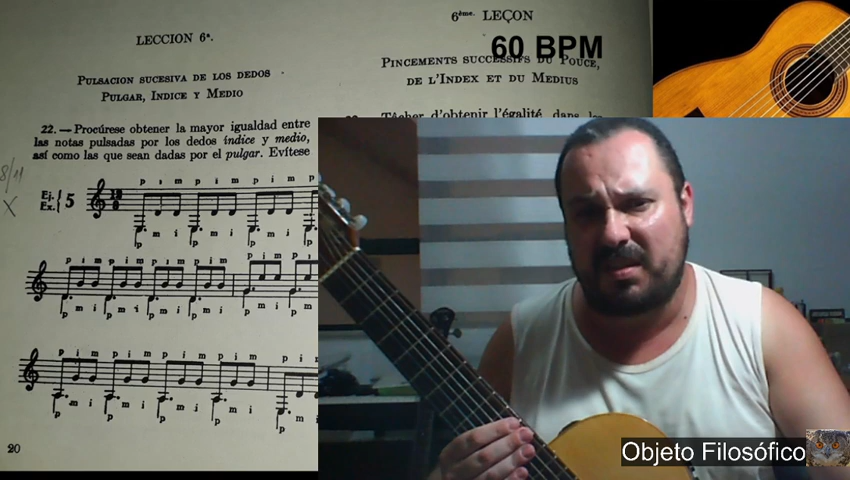 LECCION 6ª.
PULSACION SUCESIVA DE LOS DEDOS
PULGAR, INDICE Y MEDIO
22. — Procúrese obtener la mayor igualdad entre
las notas pulsadas por los dedos índice y medio,
así como las que sean dadas por el pulgar. Evítese
8/11
X
Ej.
Ex.
5
p i m p i m p i m p i
p m i p m i p m i p
p i m p i m p i m p i m p i m
p m i p m i p m i p m i p m
p i m p i m p i m p i m p i
p m i p m i p m i p m i p
20
6ème. LEÇON
60 BPM
PINCEMENTS SUCCESSIFS DU POUCE,
DE L'INDEX ET DU MEDIUS
Tâcher d'obtenir l'égalité dans les
Objeto Filosófico